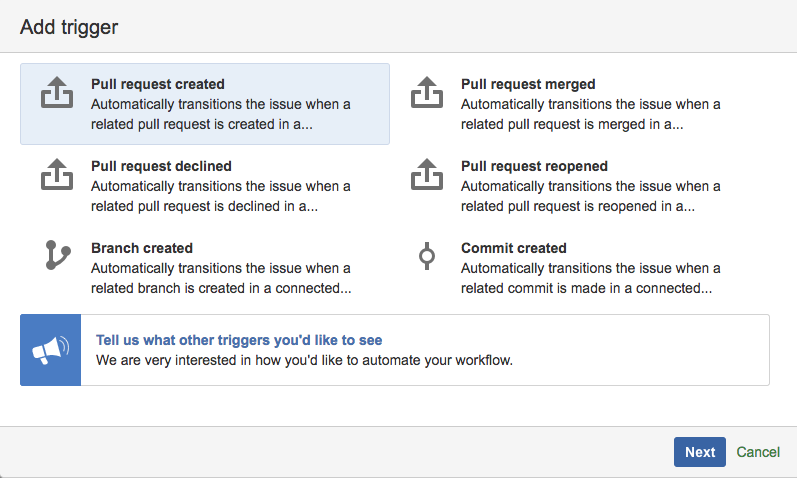 Add trigger
Pull request created
Automatically transitions the issue when a
related pull request is created in a...
Pull request merged
Automatically transitions the issue when a
related pull request is merged in a...
Pull request declined
Automatically transitions the issue when a
related pull request is declined in a...
Pull request reopened
Automatically transitions the issue when a
related pull request is reopened in a...
Branch created
Automatically transitions the issue when a
related branch is created in a connected...
Commit created
Automatically transitions the issue when a
related commit is made in a connected...
Tell us what other triggers you'd like to see
We are very interested in how you'd like to automate your workflow.
Next
Cancel